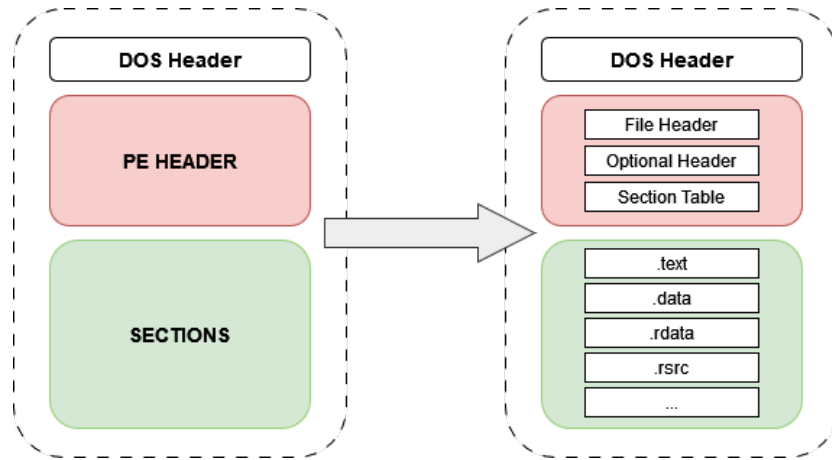 DOS Header
PE HEADER
SECTIONS
DOS Header
File Header
Optional Header
Section Table
.text
.data
.rdata
.rsrc
...